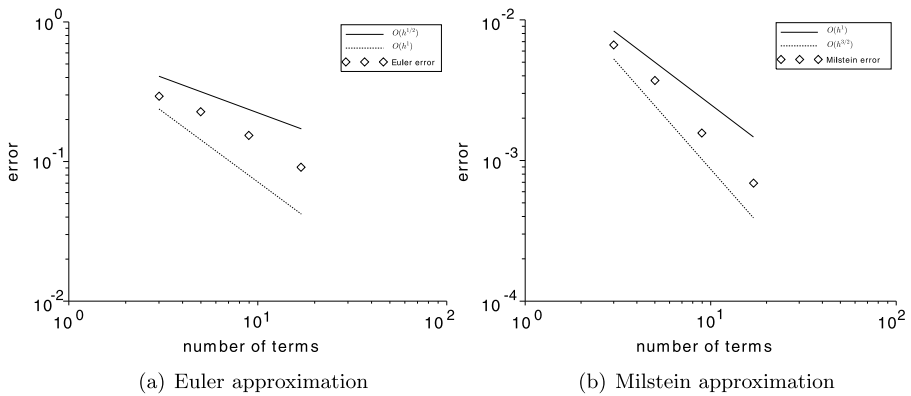 10^0
10^-1
10^-2
10^0
10^1
10^2
error
number of terms
O(h^{1/2})
O(h^1)
Euler error
(a) Euler approximation
10^-2
10^-3
10^-4
10^0
10^1
10^2
error
number of terms
O(h^1)
O(h^{3/2})
Milstein error
(b) Milstein approximation